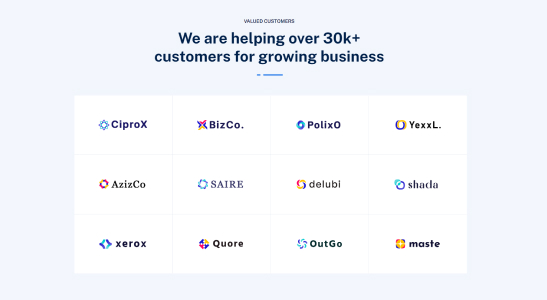 VALUED CUSTOMERS
We are helping over 30k+
customers for growing business
CiproX
BizCo.
PolixO
YexxL.
AzizCo
SAIRE
delubi
shada
xerox
Quore
OutGo
maste